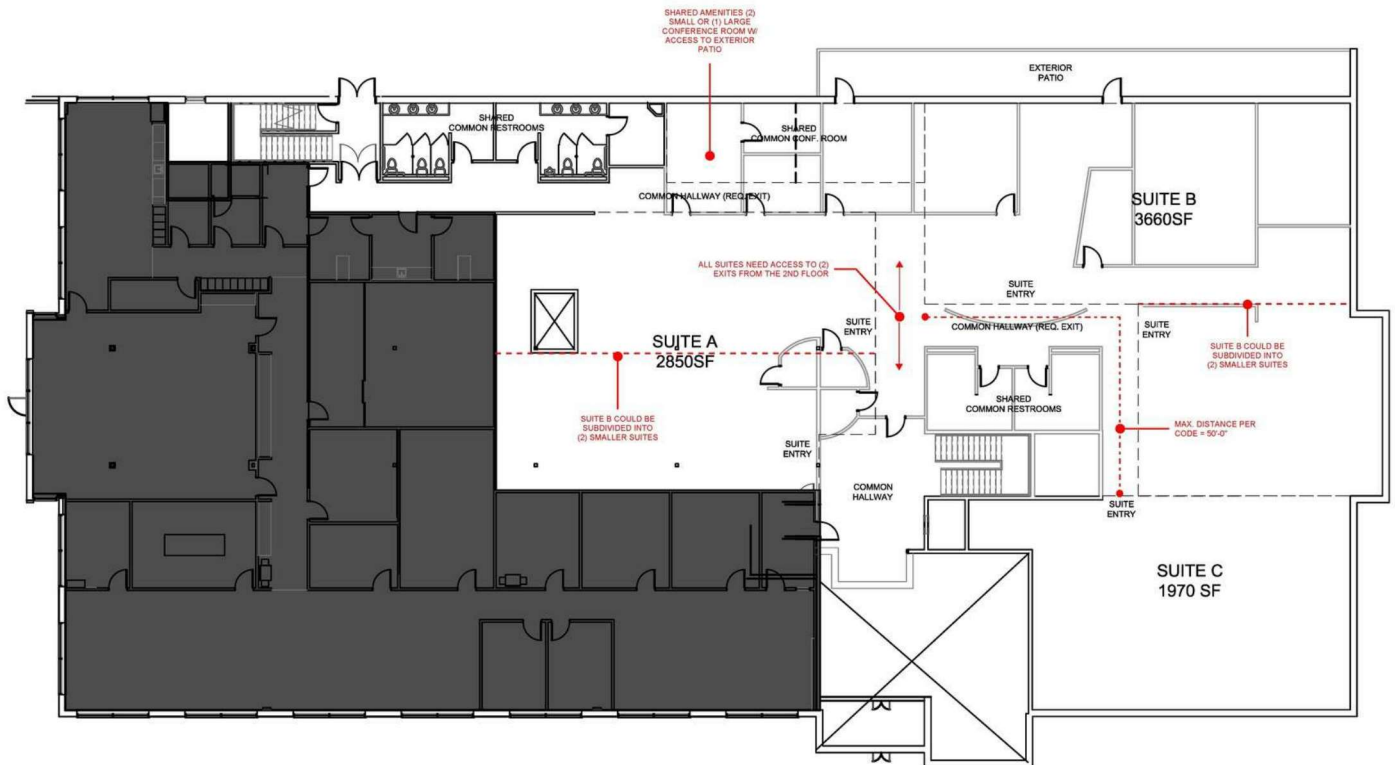 SHARED AMENITIES (2)
SMALL OR (1) LARGE
CONFERENCE ROOM W/
ACCESS TO EXTERIOR
PATIO
EXTERIOR
PATIO
SHARED
COMMON RESTROOMS
SHARED
COMMON CONF. ROOM
COMMON HALLWAY (REQ. EXIT)
SUITE B
3660SF
ALL SUITES NEED ACCESS TO (2)
EXITS FROM THE 2ND FLOOR
SUITE
ENTRY
SUITE
ENTRY
COMMON HALLWAY (REQ. EXIT)
SUITE
ENTRY
SUITE B COULD BE
SUBDIVIDED INTO
(2) SMALLER SUITES
SUITE A
2850SF
SUITE B COULD BE
SUBDIVIDED INTO
(2) SMALLER SUITES
SHARED
COMMON RESTROOMS
MAX. DISTANCE PER
CODE = 50'-0"
SUITE
ENTRY
COMMON
HALLWAY
SUITE
ENTRY
SUITE C
1970 SF